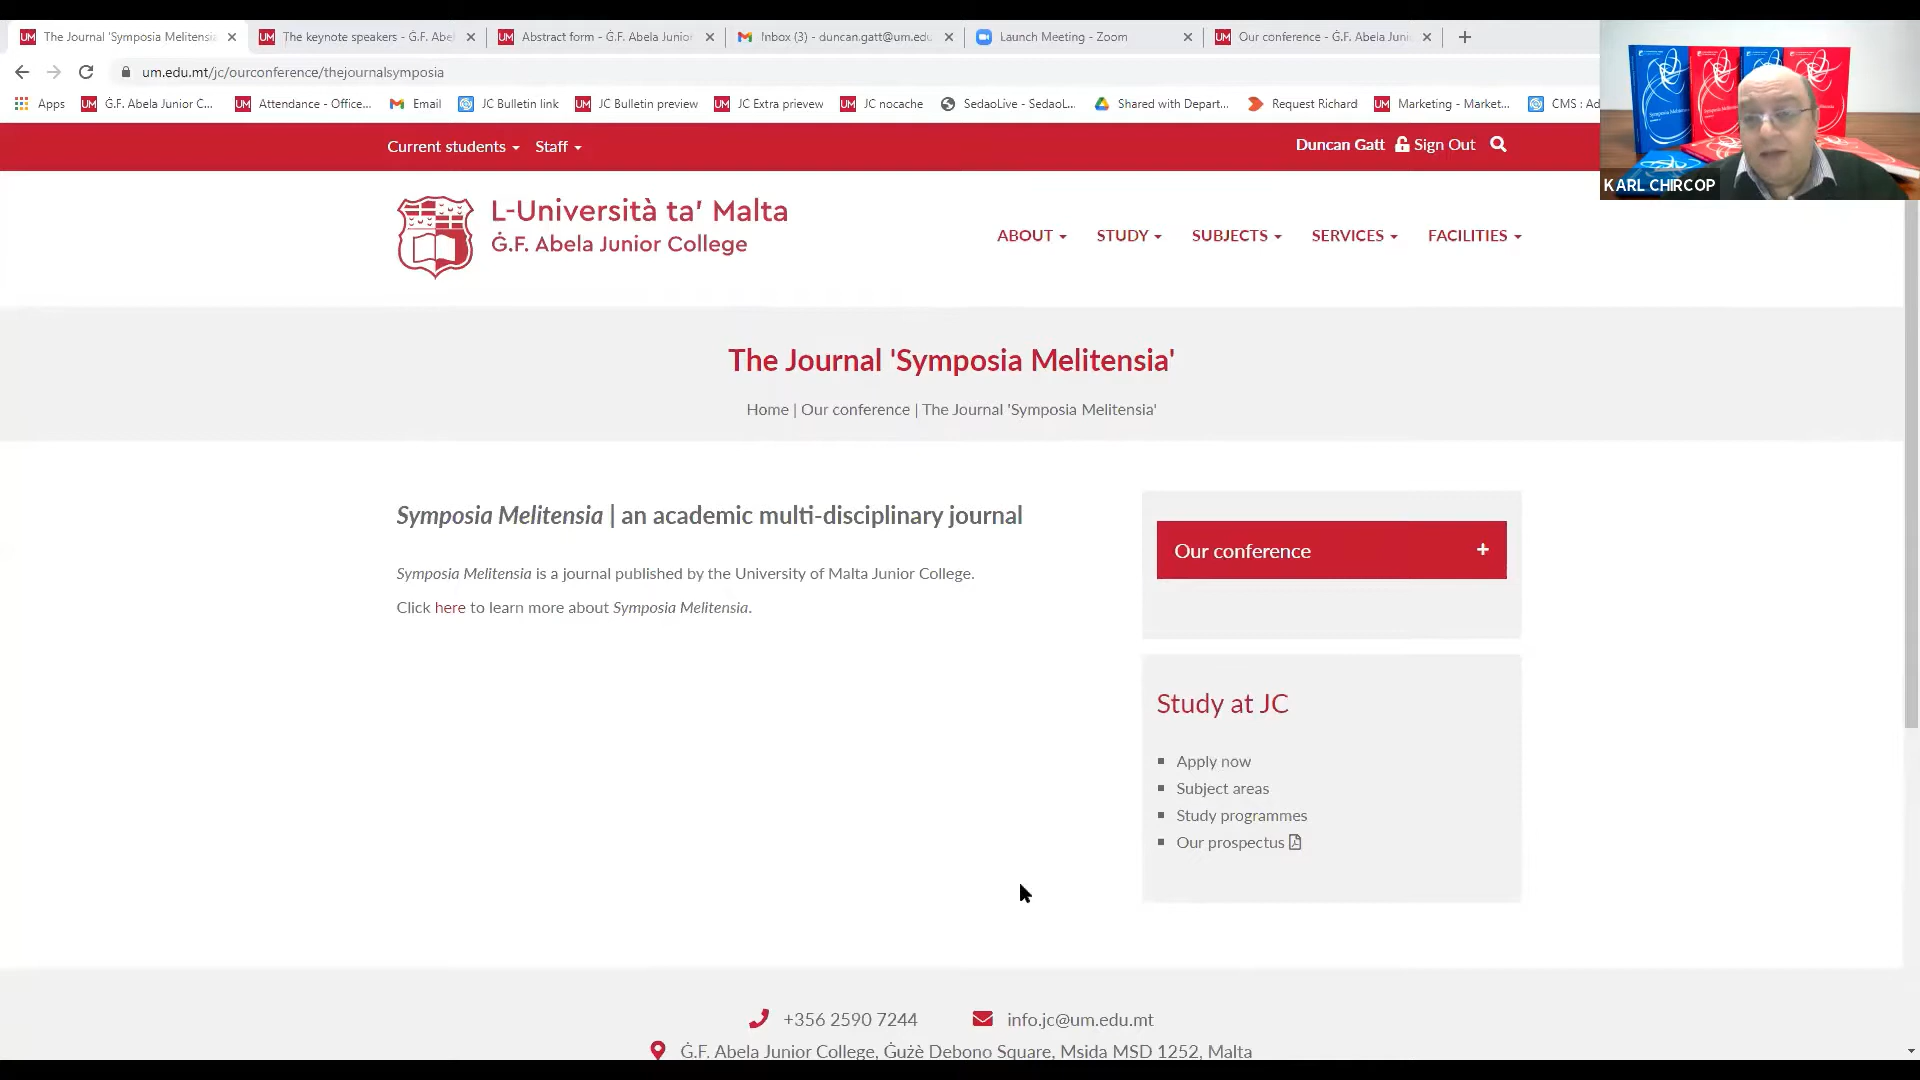 The Journal 'Symposia Melitensia
The keynote speakers - Ġ.F. Abel
Abstract form - Ġ.F. Abela Junior
Inbox (3) - duncan.gatt@um.edu
Launch Meeting - Zoom
Our conference - Ġ.F. Abela Juni
um.edu.mt/jc/ourconference/thejournalsymposia
Apps
Ġ.F. Abela Junior C...
Attendance - Office...
Email
JC Bulletin link
JC Bulletin preview
JC Extra prievew
JC nocache
SedaoLive - SedaoL...
Shared with Depart...
Request Richard
Marketing - Market...
CMS : Ad
Current students
Staff
Duncan Gatt
Sign Out
KARL CHIRCOP
L-Università ta' Malta
Ġ.F. Abela Junior College
ABOUT
STUDY
SUBJECTS
SERVICES
FACILITIES
The Journal 'Symposia Melitensia'
Home | Our conference | The Journal 'Symposia Melitensia'
Symposia Melitensia | an academic multi-disciplinary journal
Symposia Melitensia is a journal published by the University of Malta Junior College.
Click here to learn more about Symposia Melitensia.
Our conference +
Study at JC
Apply now
Subject areas
Study programmes
Our prospectus
+356 2590 7244
info.jc@um.edu.mt
Ġ.F. Abela Junior College, Ġużè Debono Square, Msida MSD 1252, Malta